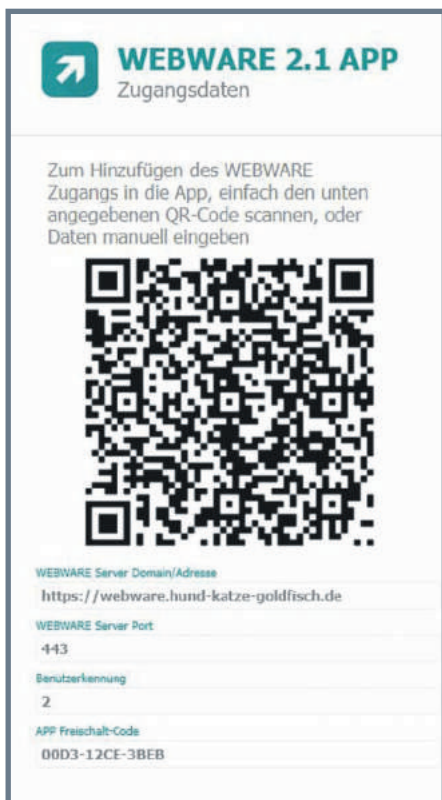 WEBWARE 2.1 APP
Zugangsdaten
Zum Hinzufügen des WEBWARE
Zugangs in die App, einfach den unten
angegebenen QR-Code scannen, oder
Daten manuell eingeben
WEBWARE Server Domain/Adresse
https://webware.hund-katze-goldfisch.de
WEBWARE Server Port
443
Benutzerkennung
2
APP Freischalt-Code
00D3-12CE-3BEB